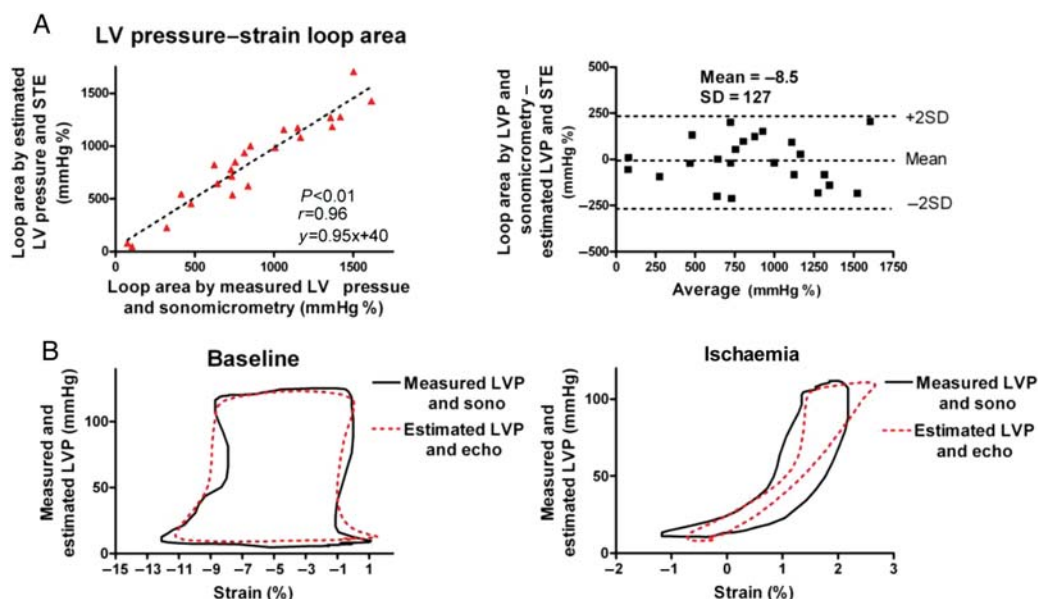 A
LV pressure–strain loop area
Loop area by estimated
LV pressure and STE
(mmHg %)
1500
1000
500
0
0
500
1000
1500
P<0.01
r=0.96
y=0.95x+40
Loop area by measured LV pressue
and sonomicrometry (mmHg %)
Loop area by LVP and
sonomicrometry–
estimated LVP and STE
(mmHg %)
500
250
0
–250
–500
Mean = –8.5
SD = 127
+2SD
Mean
–2SD
0
250
500
750
1000
1250
1500
1750
Average (mmHg %)
B
Baseline
Measured and
estimated LVP (mmHg)
100
50
0
–15
–13
–11
–9
–7
–5
–3
–1
1
Strain (%)
Measured LVP
and sono
Estimated LVP
and echo
Ischaemia
Measured and
estimated LVP (mmHg)
100
50
0
–2
–1
0
1
2
3
Strain (%)
Measured LVP
and sono
Estimated LVP
and echo